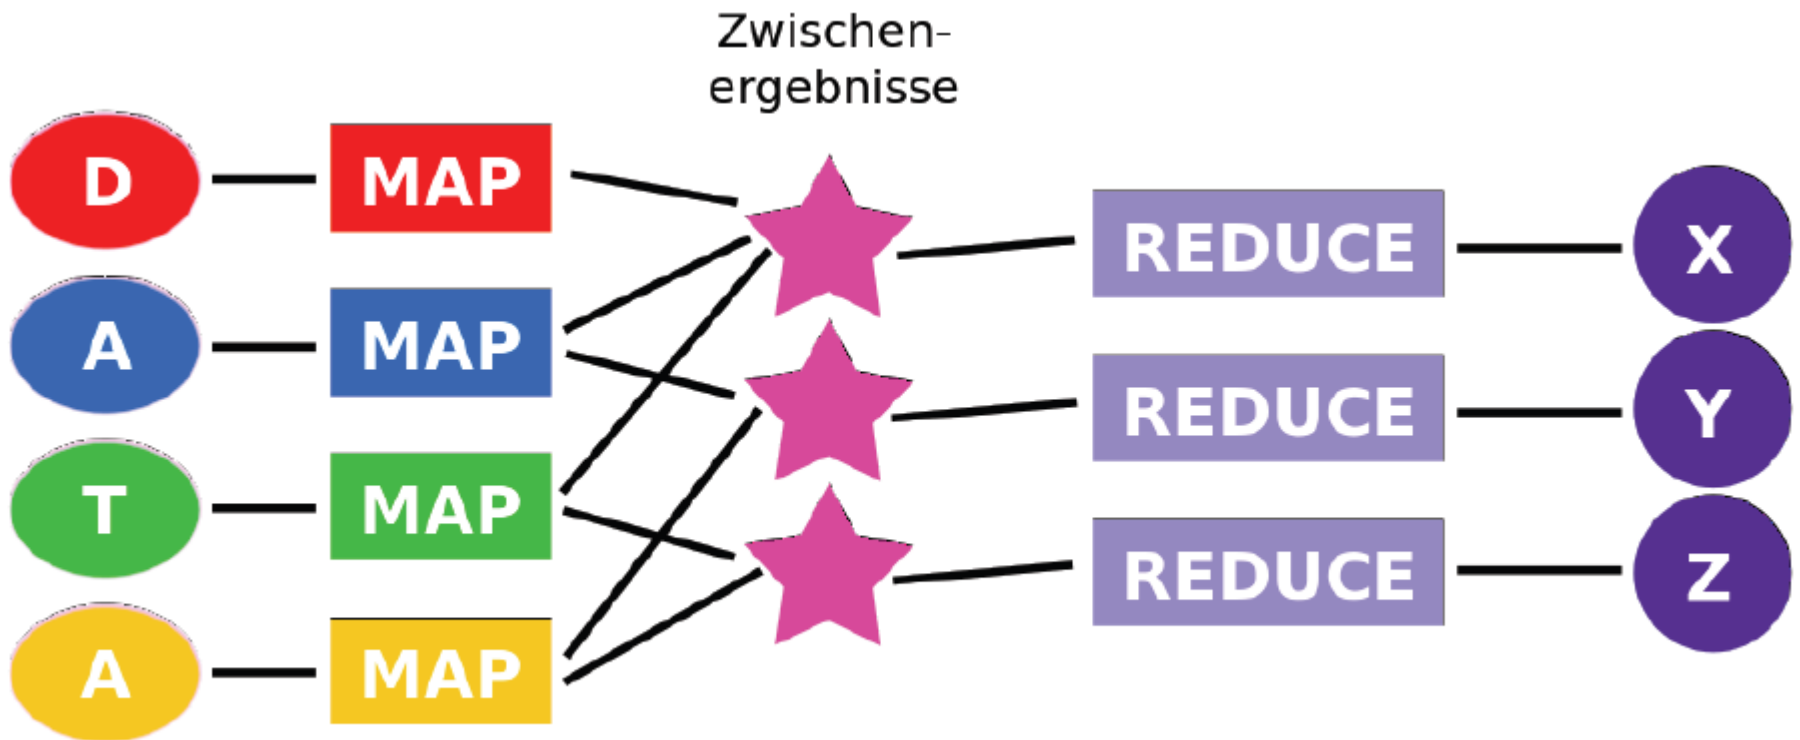 Zwischen-
ergebnisse
D MAP REDUCE X
A MAP REDUCE Y
T MAP REDUCE Z
A MAP